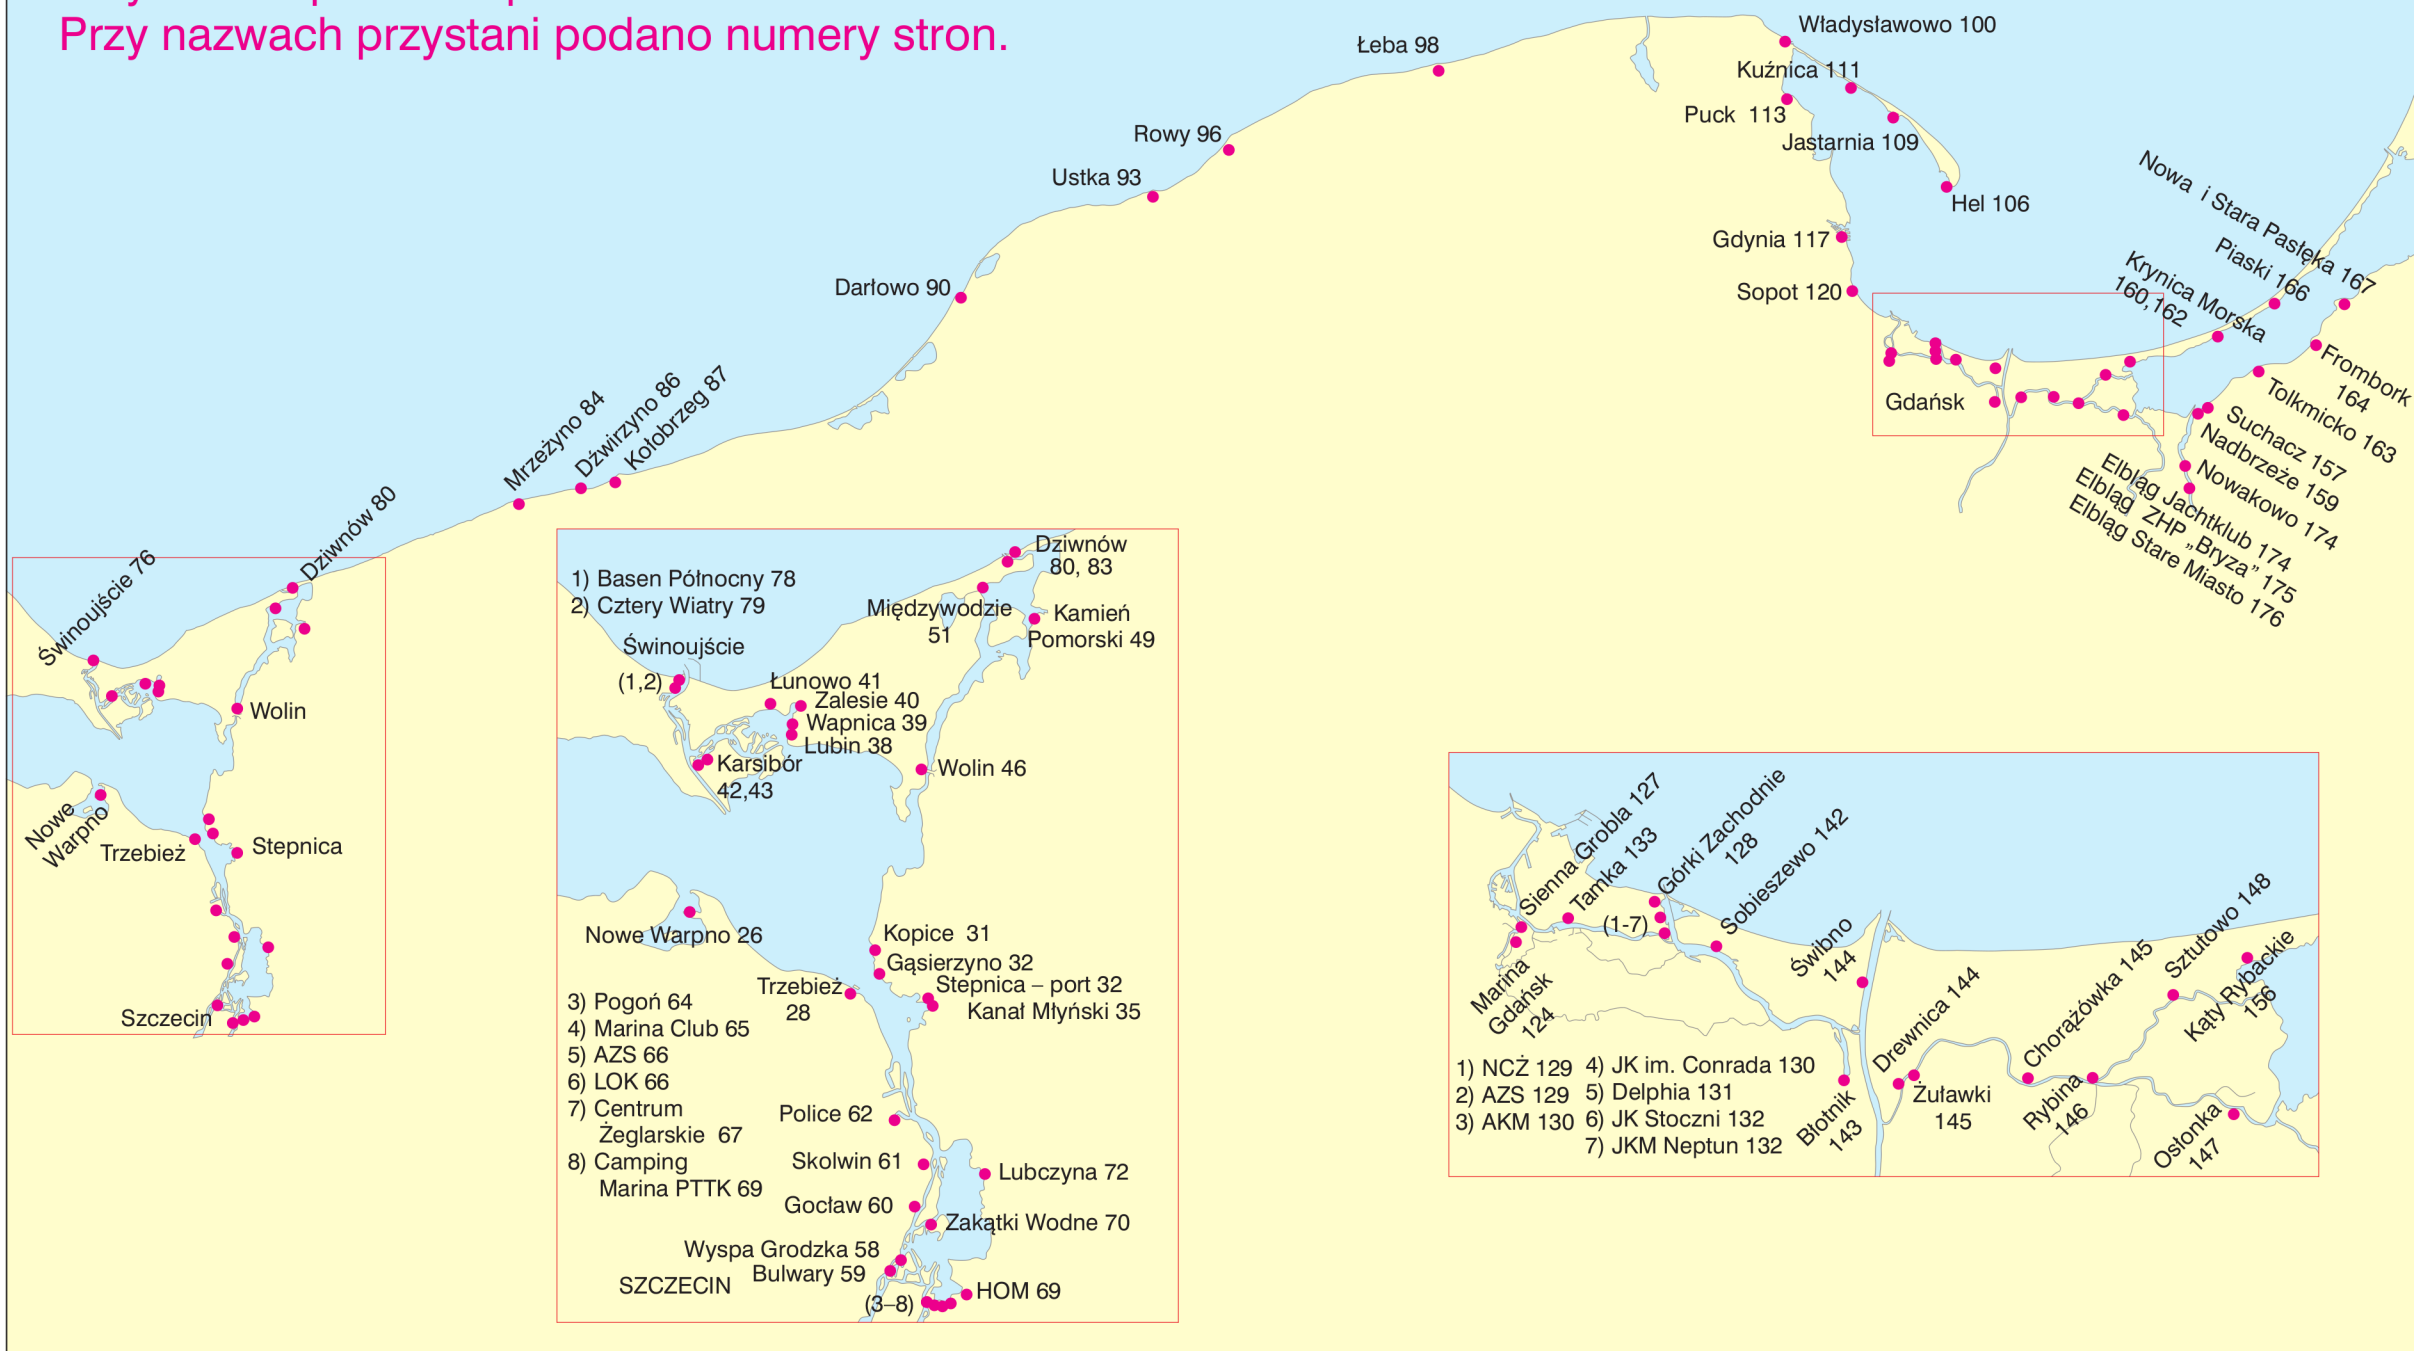 Przy nazwach przystani podano numery stron.
Władysławowo 100
Łeba 98
Kuźnica 111
Puck 113
Rowy 96
Jastarnia 109
Ustka 93
Hel 106
Nowa i Stara Pasłęka 167
Gdynia 117
Piaski 166
Krynica Morska
160,162
Darłowo 90
Sopot 120
Frombork
164
Gdańsk
Tolkmicko 163
Suchacz 157
Nadbrzeże 159
Nowakowo 174
Elbląg Jachtklub 174
Elbląg ZHP „Bryza” 175
Elbląg Stare Miasto 176
Mrzeżyno 84
Dźwirzyno 86
Kołobrzeg 87
Dziwnów 80
Świnoujście 76
Wolin
Nowe
Warpno
Trzebież
Stepnica
Szczecin
Dziwnów
80, 83
1) Basen Północny 78
2) Cztery Wiatry 79
Międzywodzie
51
Kamień
Pomorski 49
Świnoujście
(1,2)
Łunowo 41
Zalesie 40
Wapnica 39
Lubin 38
Karsibór
42,43
Wolin 46
Nowe Warpno 26
Kopice 31
Gąsierzyno 32
Trzebież
28
Stepnica – port 32
Kanał Młyński 35
3) Pogoń 64
4) Marina Club 65
5) AZS 66
6) LOK 66
7) Centrum
Żeglarskie 67
8) Camping
Marina PTTK 69
Police 62
Skolwin 61
Lubczyna 72
Gocław 60
Zakątki Wodne 70
Wyspa Grodzka 58
Bulwary 59
SZCZECIN
HOM 69
(3–8)
Sienna Grobla 127
Tamka 133
Górki Zachodnie
128
(1-7)
Sobieszewo 142
Świbno
144
Marina
Gdańsk
124
Drewnica 144
Chorążówka 145
Sztutowo 148
Kąty Rybackie
156
1) NCŻ 129
2) AZS 129
3) AKM 130
4) JK im. Conrada 130
5) Delphia 131
6) JK Stoczni 132
7) JKM Neptun 132
Błotnik
143
Żuławki
145
Rybina
146
Osłonka
147